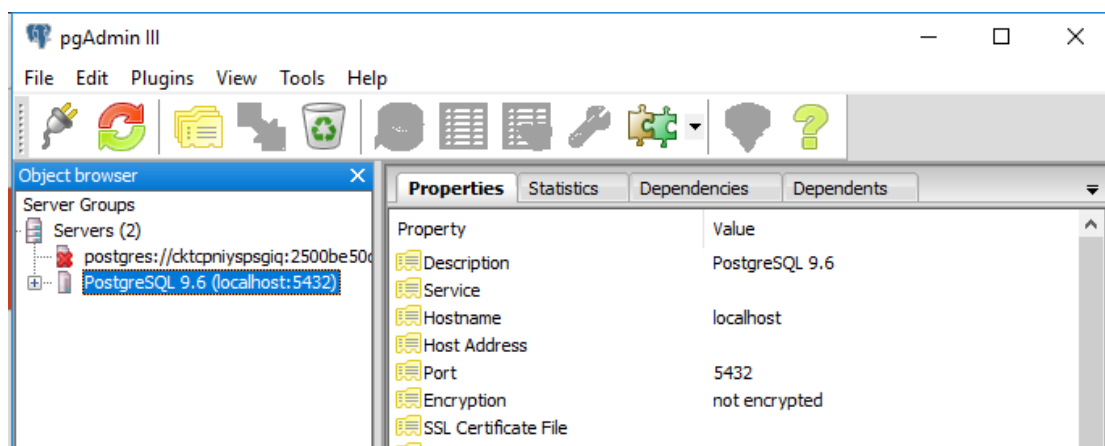 pgAdmin III
File Edit Plugins View Tools Help
Object browser
Server Groups
Servers (2)
postgres://cktcpniyspsgiq:2500be50
PostgreSQL 9.6 (localhost:5432)
Properties Statistics Dependencies Dependents
Property Value
Description PostgreSQL 9.6
Service
Hostname localhost
Host Address
Port 5432
Encryption not encrypted
SSL Certificate File